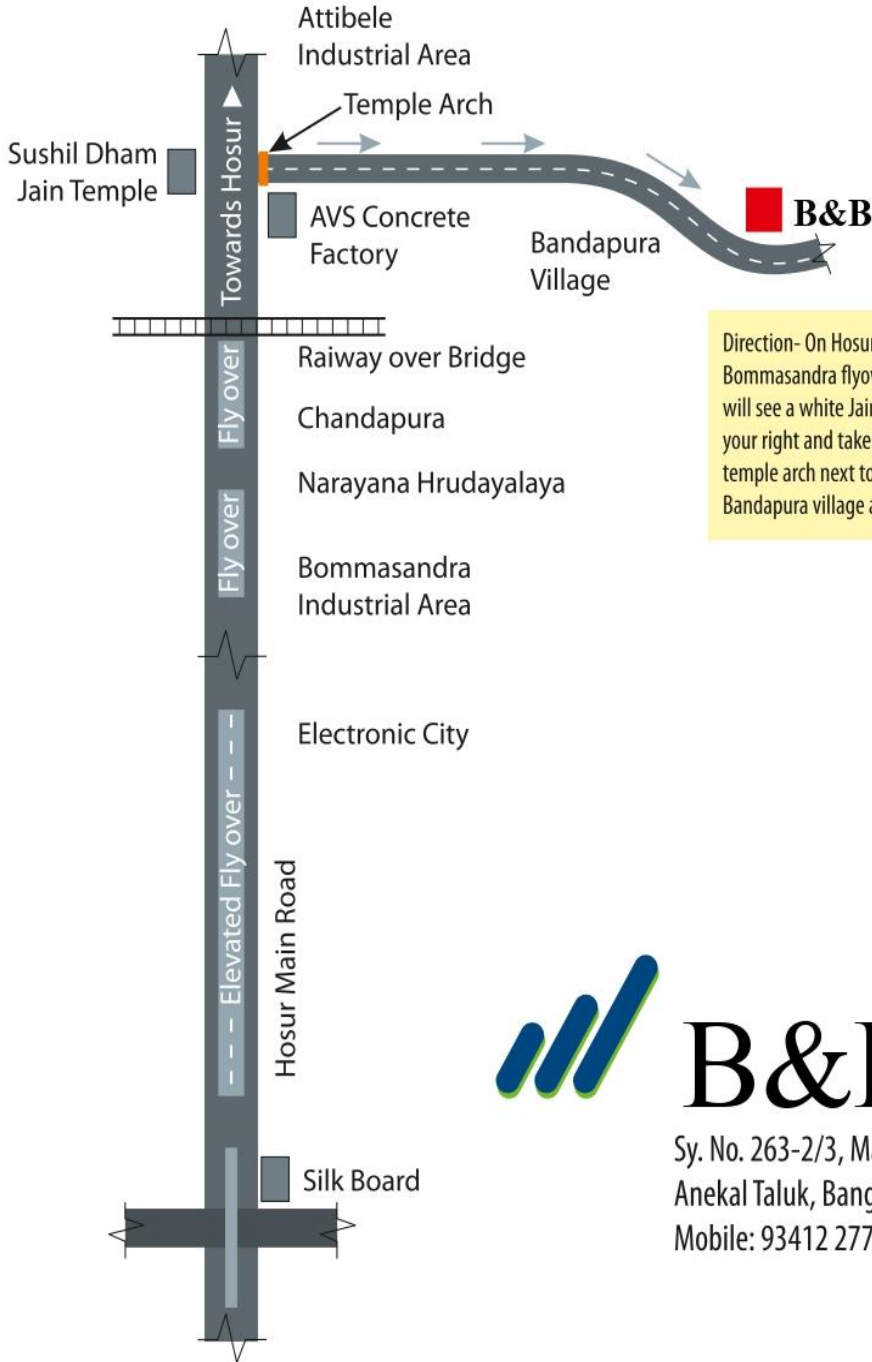 Attibele
Industrial Area
Temple Arch
Sushil Dham
Jain Temple
Towards Hosur
AVS Concrete
Factory
Bandapura
Village
B&B
Raiway over Bridge
Fly over
Chandapura
Narayana Hrudayalaya
Fly over
Bommasandra
Industrial Area
Direction- On Hosur
Bommasandra flyov
will see a white Jain
your right and take
temple arch next to
Bandapura village a
Electronic City
Elevated Fly over
Hosur Main Road
Silk Board
B&
Sy. No. 263-2/3, Ma
Anekal Taluk, Bang
Mobile: 93412 277